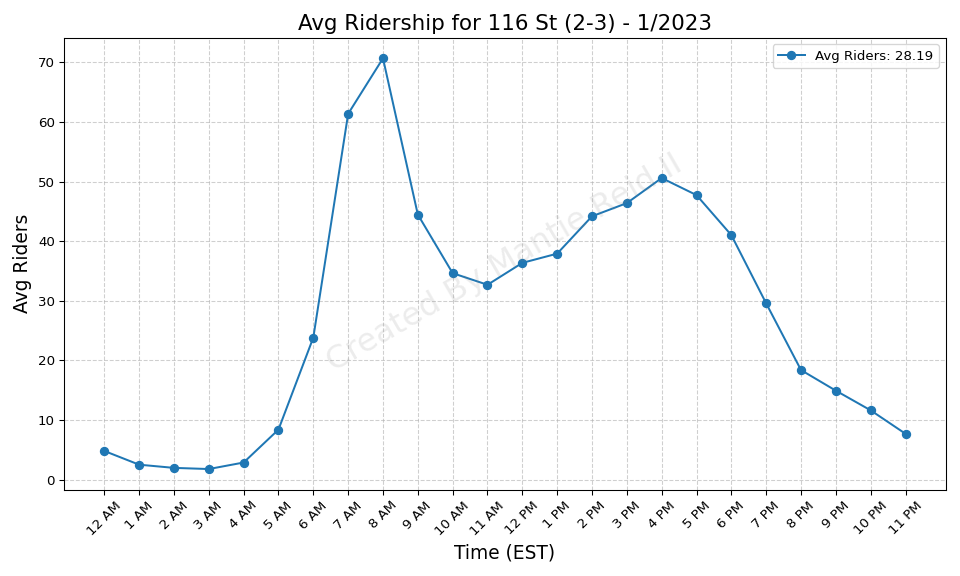 Avg Ridership for 116 St (2-3) - 1/2023
Avg Riders: 28.19
70
60
50
40
30
20
10
0
Avg Riders
Created By Mantie Reid II
12 AM
1 AM
2 AM
3 AM
4 AM
5 AM
6 AM
7 AM
8 AM
9 AM
10 AM
11 AM
12 PM
1 PM
2 PM
3 PM
4 PM
5 PM
6 PM
7 PM
8 PM
9 PM
10 PM
11 PM
Time (EST)